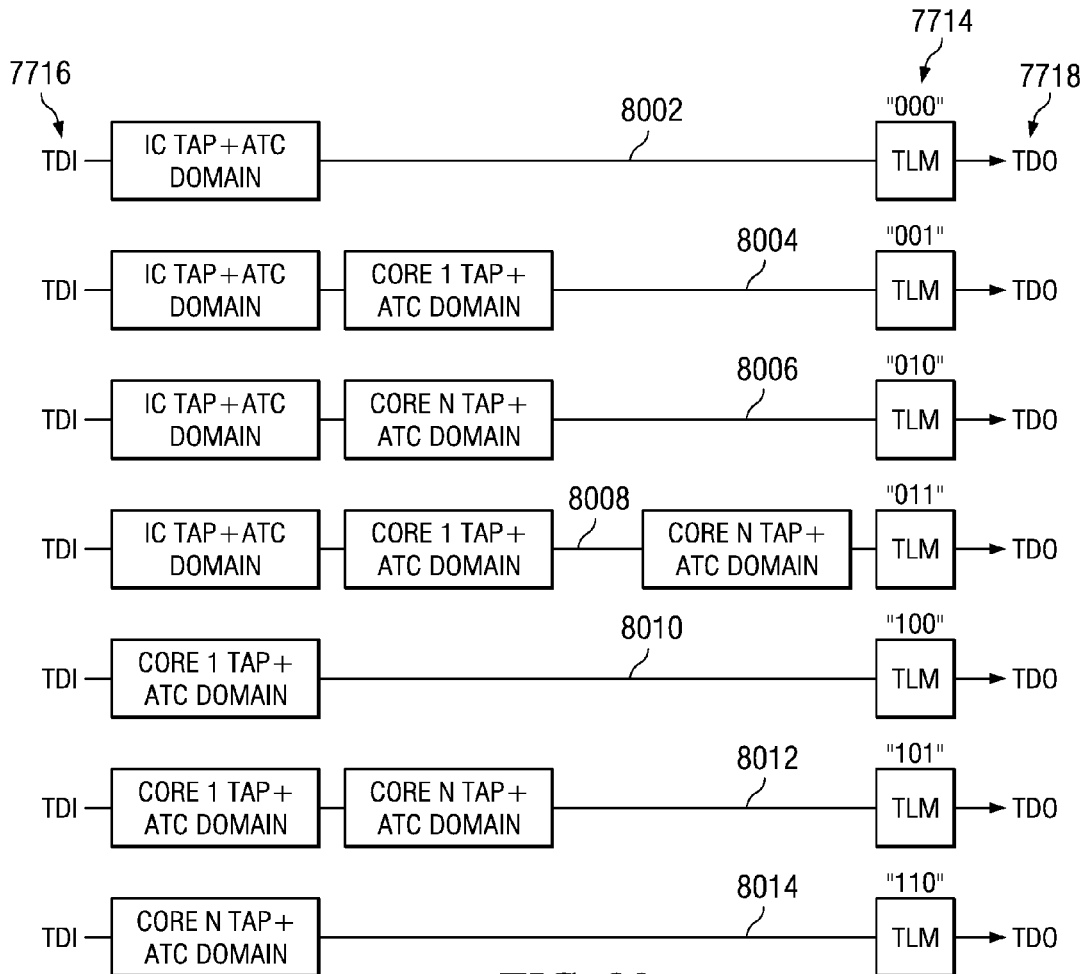 7714
7716
7718
"000"
8002
TDI
IC TAP+ATC
DOMAIN
TLM
TDO
"001"
8004
TDI
IC TAP+ATC
DOMAIN
CORE 1 TAP+
ATC DOMAIN
TLM
TDO
"010"
8006
TDI
IC TAP+ATC
DOMAIN
CORE N TAP+
ATC DOMAIN
TLM
TDO
"011"
8008
TDI
IC TAP+ATC
DOMAIN
CORE 1 TAP+
ATC DOMAIN
CORE N TAP+
ATC DOMAIN
TLM
TDO
"100"
8010
TDI
CORE 1 TAP+
ATC DOMAIN
TLM
TDO
"101"
8012
TDI
CORE 1 TAP+
ATC DOMAIN
CORE N TAP+
ATC DOMAIN
TLM
TDO
"110"
8014
TDI
CORE N TAP+
ATC DOMAIN
TLM
TDO